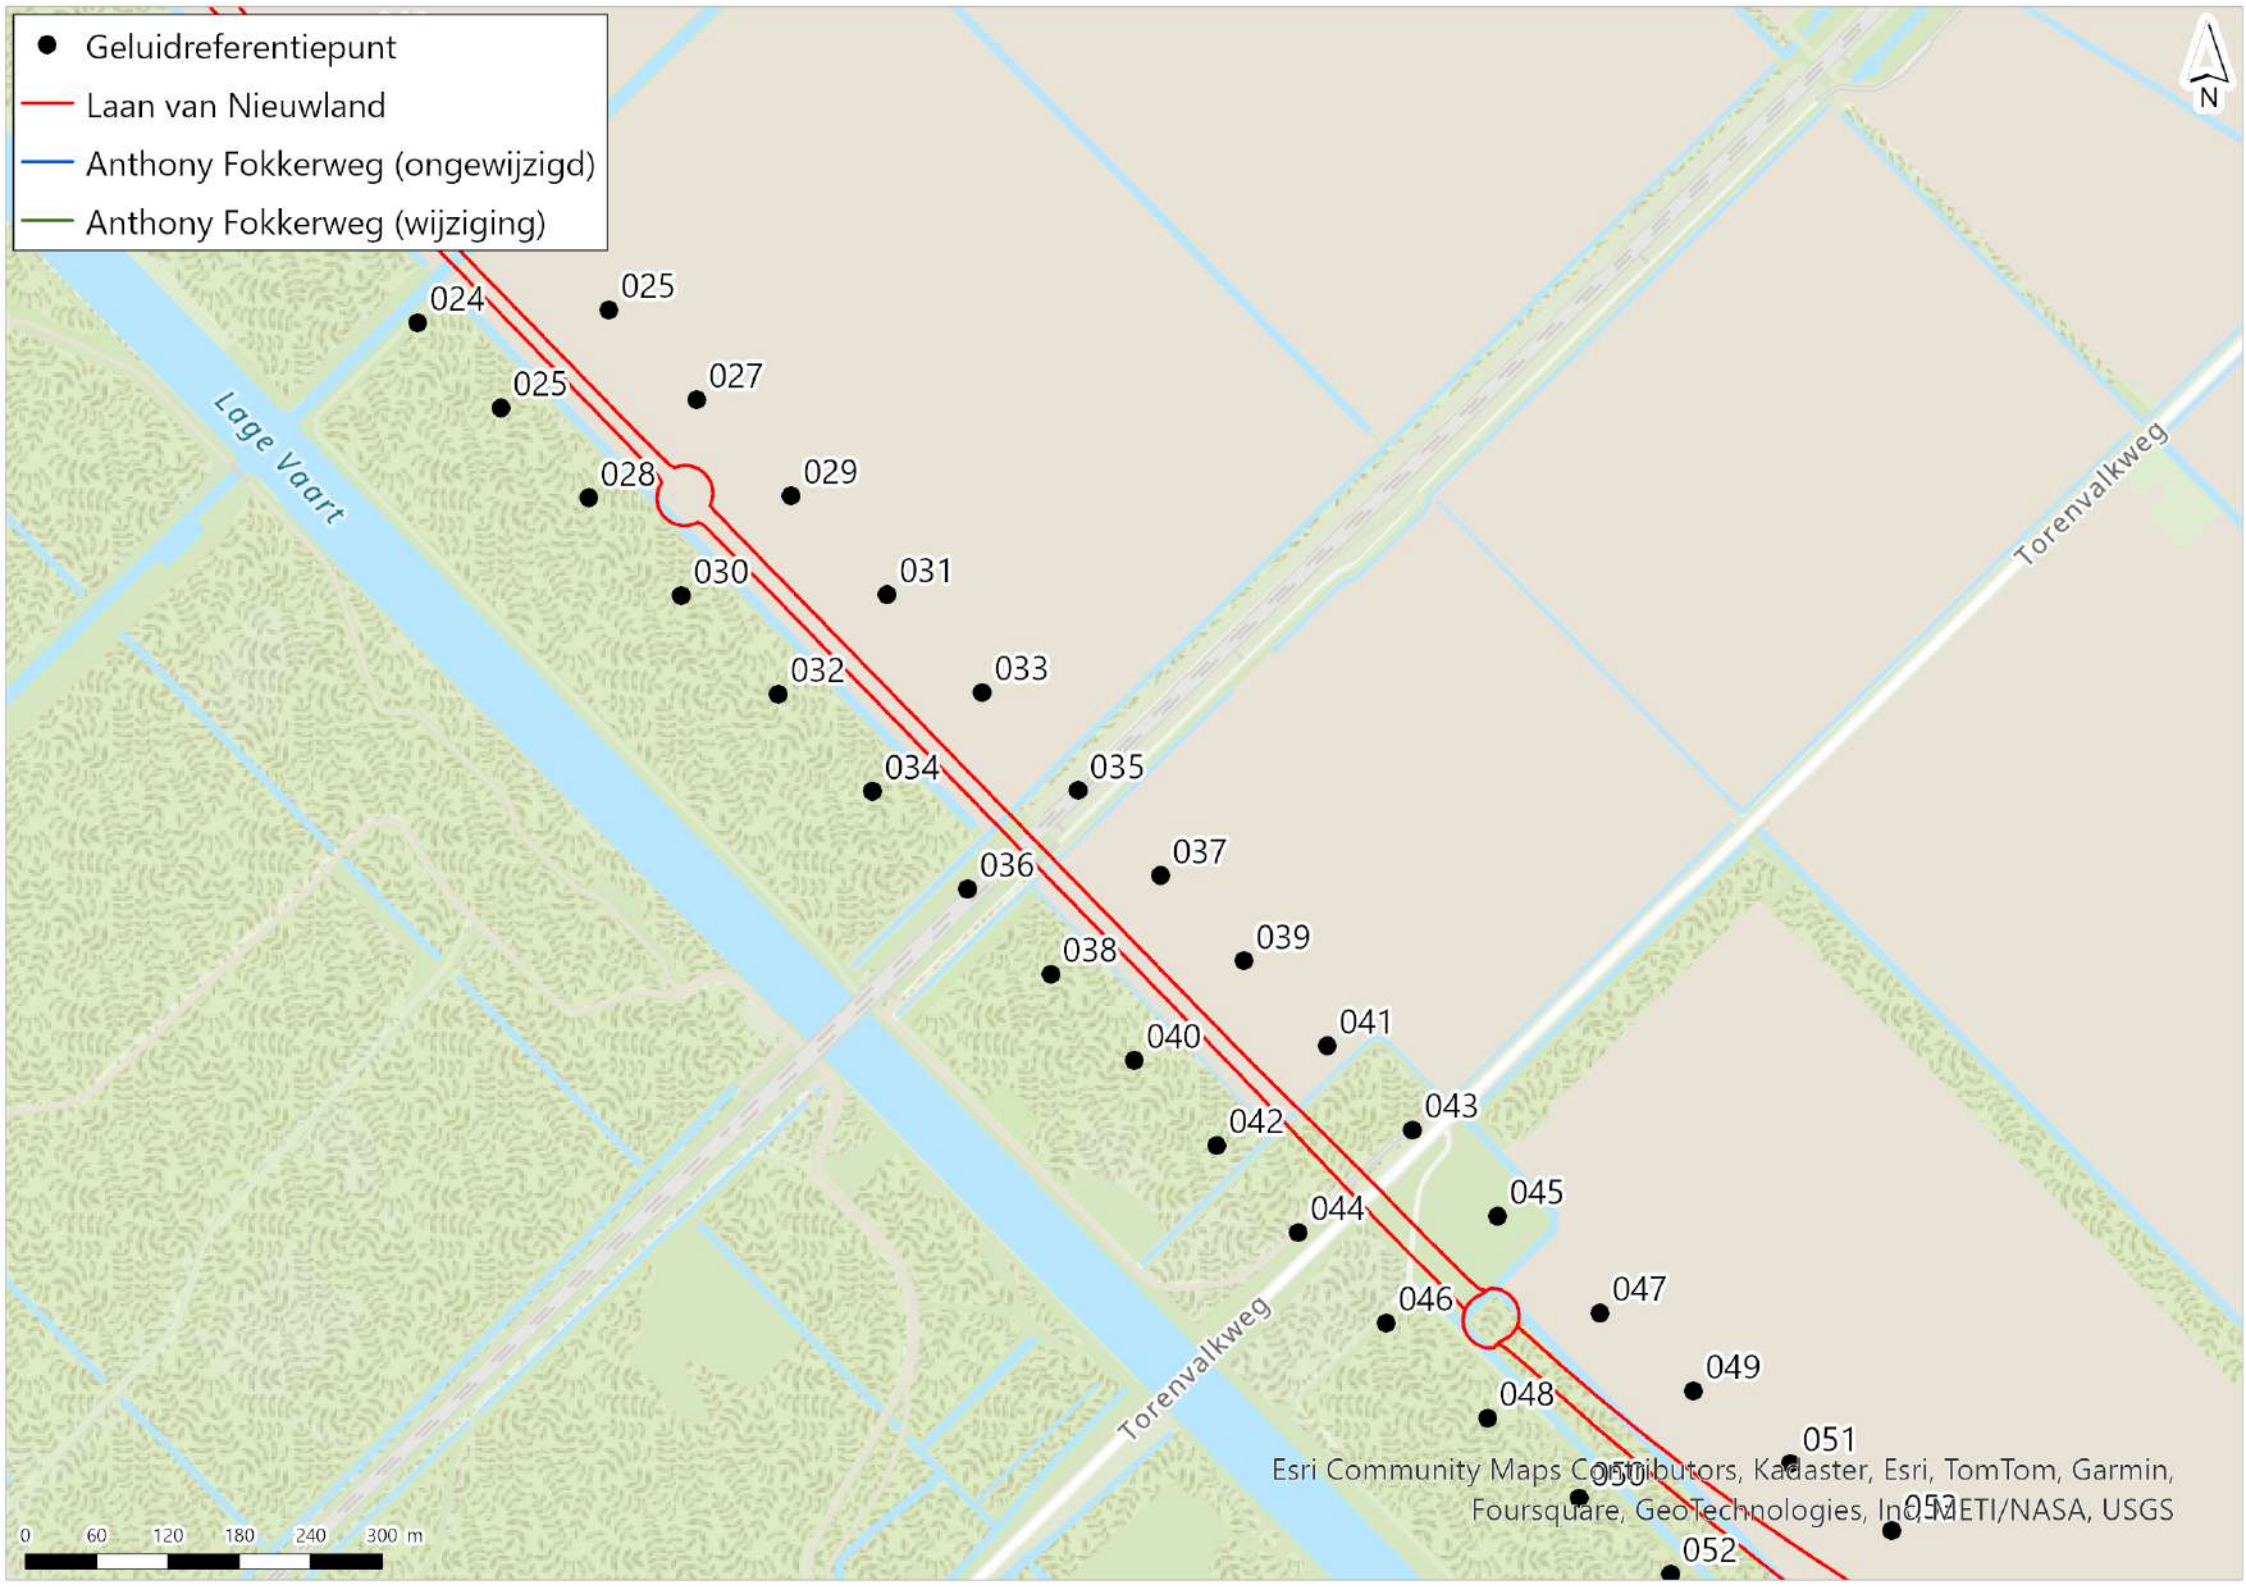 Geluidreferentiepunt
Laan van Nieuwland
Anthony Fokkerweg (ongewijzigd)
Anthony Fokkerweg (wijziging)
N
024
025
025
027
028
029
030
031
032
033
034
035
036
037
038
039
040
041
042
043
044
045
046
047
048
049
050
051
052
Lage Vaart
Torenvalkweg
Torenvalkweg
Esri Community Maps Contributors, Kadaster, Esri, TomTom, Garmin,
Foursquare, GeoTechnologies, Inc, METI/NASA, USGS
0 60 120 180 240 300 m